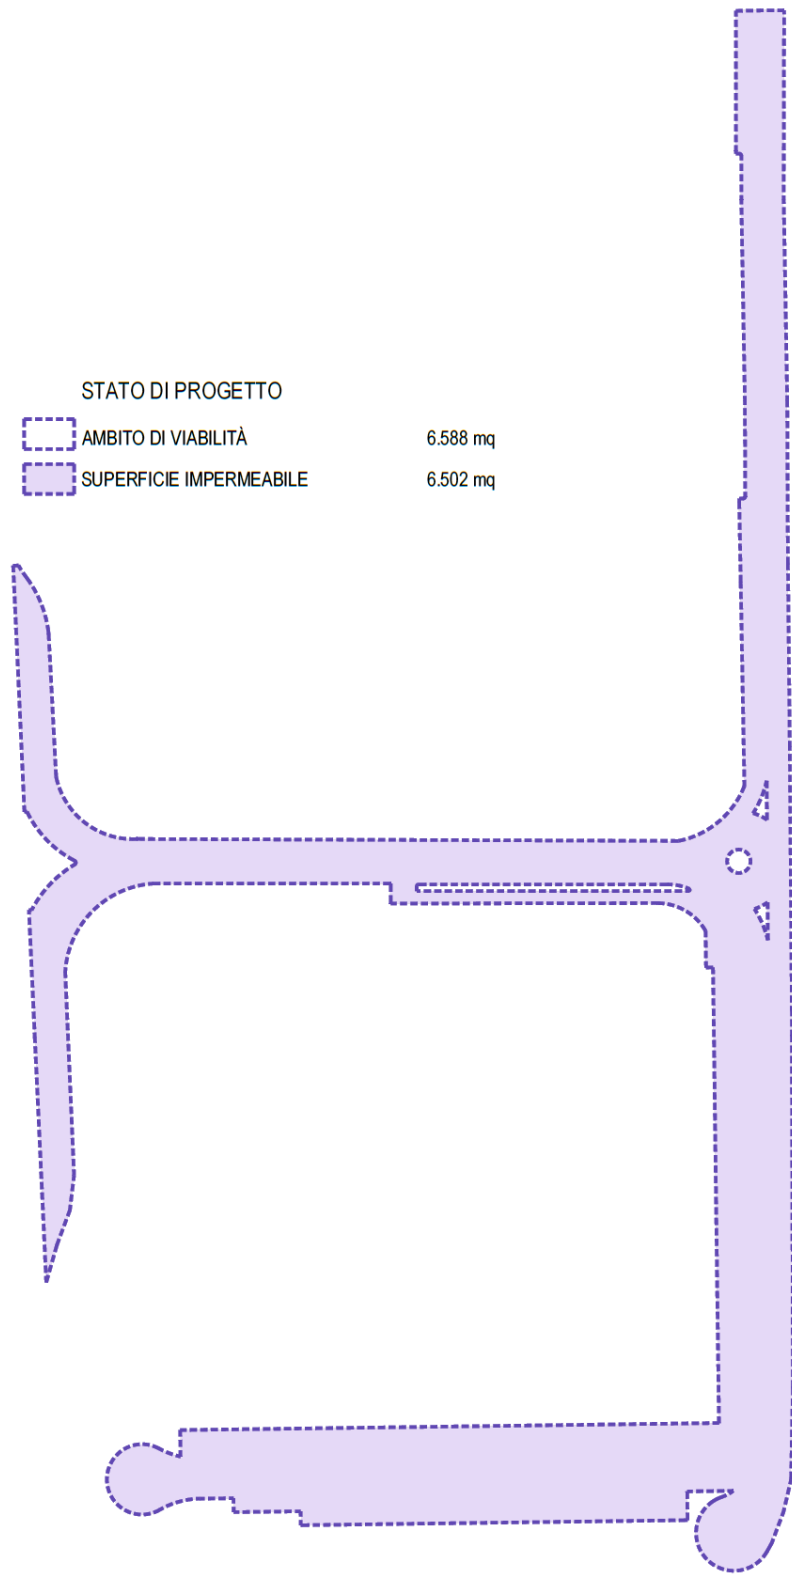 STATO DI PROGETTO
AMBITO DI VIABILITÀ 6.588 mq
SUPERFICIE IMPERMEABILE 6.502 mq